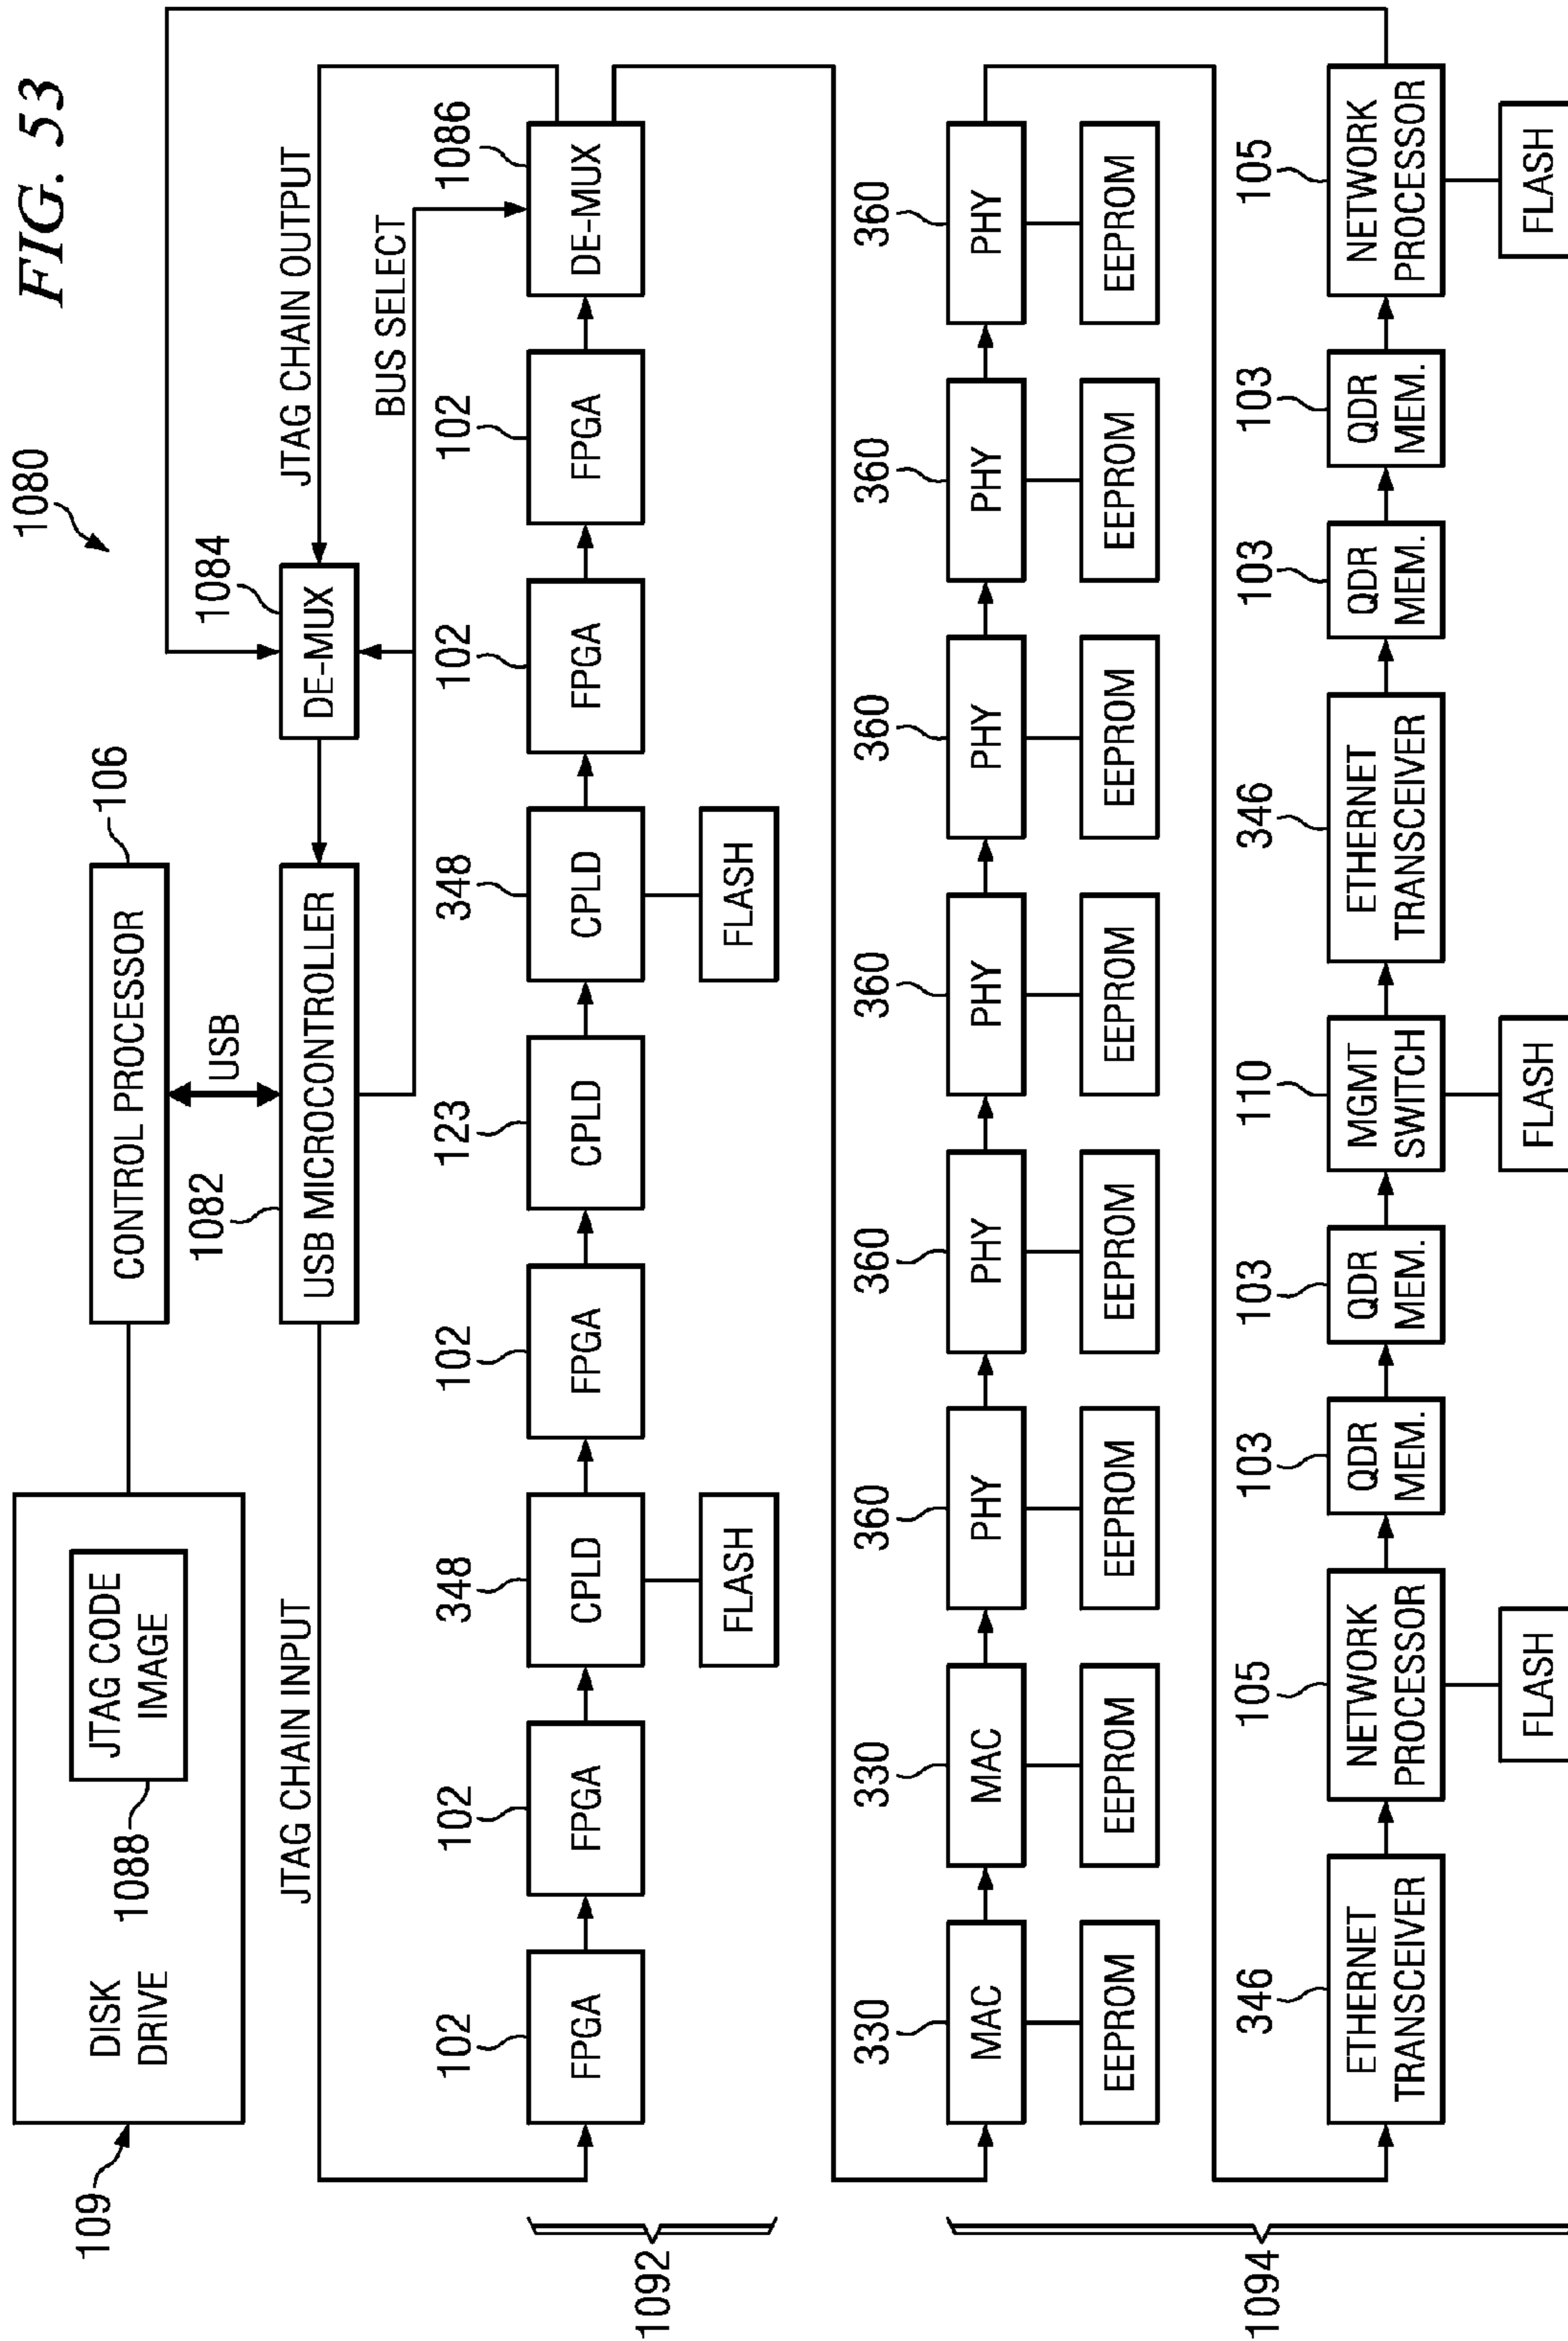 FIG. 53
1080
109
DISK
DRIVE
JTAG CODE
IMAGE
1088
CONTROL PROCESSOR
106
USB
1082
USB MICROCONTROLLER
1084
DE-MUX
JTAG CHAIN INPUT
JTAG CHAIN OUTPUT
BUS SELECT
1092
102
FPGA
102
FPGA
348
CPLD
FLASH
102
FPGA
123
CPLD
348
CPLD
FLASH
102
FPGA
102
FPGA
1086
DE-MUX
1094
330
MAC
EEPROM
330
MAC
EEPROM
360
PHY
EEPROM
360
PHY
EEPROM
360
PHY
EEPROM
360
PHY
EEPROM
360
PHY
EEPROM
360
PHY
EEPROM
346
ETHERNET
TRANSCEIVER
105
NETWORK
PROCESSOR
FLASH
103
QDR
MEM.
103
QDR
MEM.
110
MGMT
SWITCH
FLASH
346
ETHERNET
TRANSCEIVER
103
QDR
MEM.
103
QDR
MEM.
105
NETWORK
PROCESSOR
FLASH